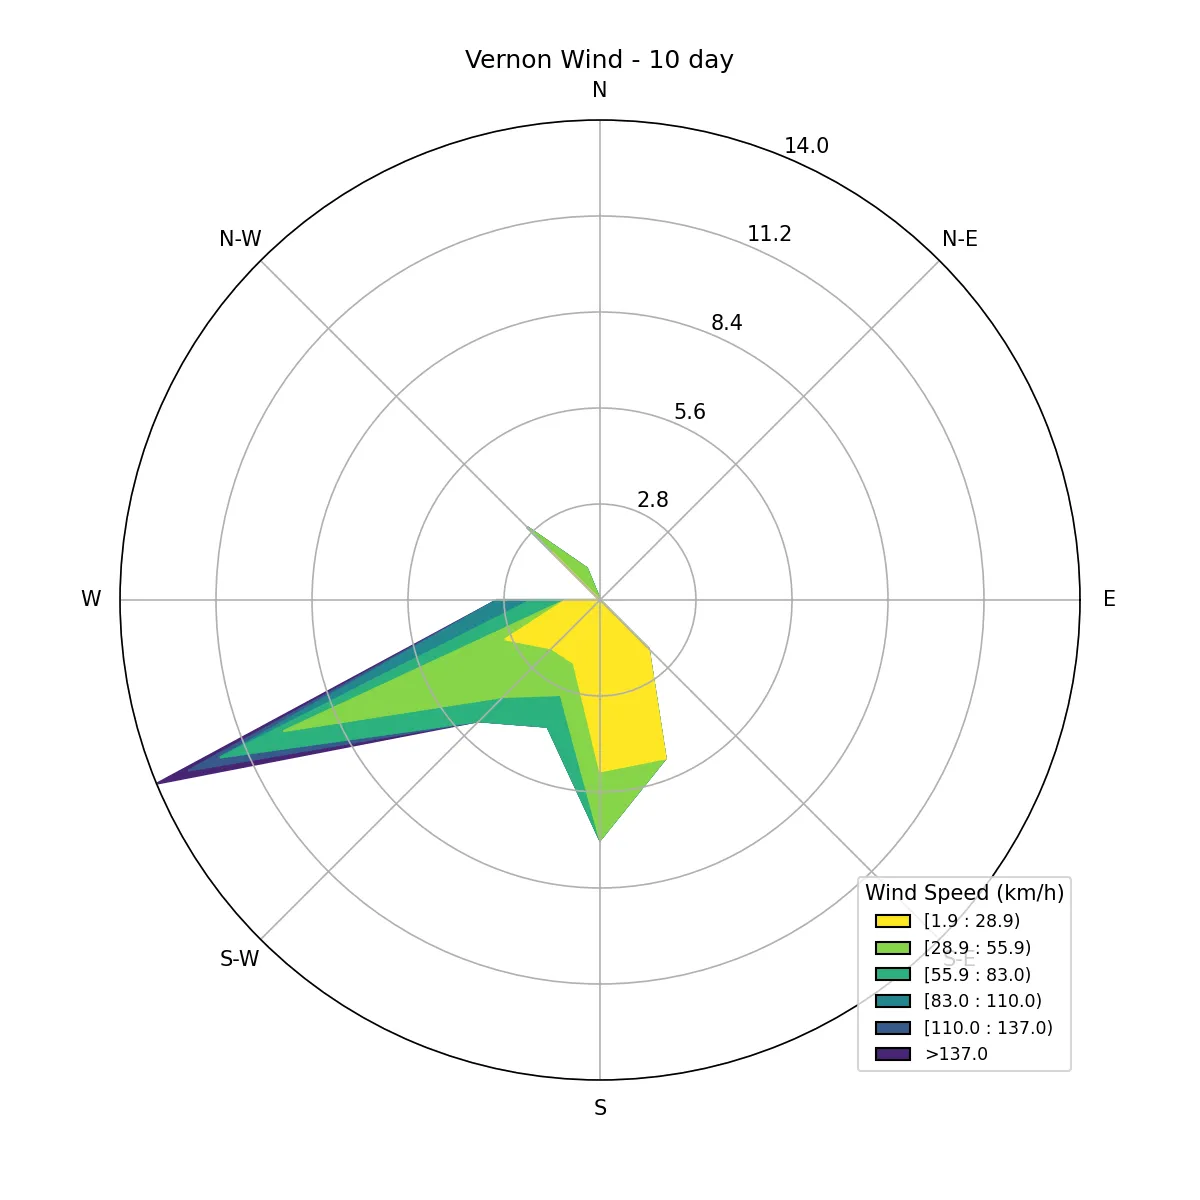 Vernon Wind - 10 day
N
14.0
N-W
11.2
N-E
8.4
5.6
2.8
W
E
S-W
S-E
S
Wind Speed (km/h)
[1.9 : 28.9)
[28.9 : 55.9)
[55.9 : 83.0)
[83.0 : 110.0)
[110.0 : 137.0)
>137.0